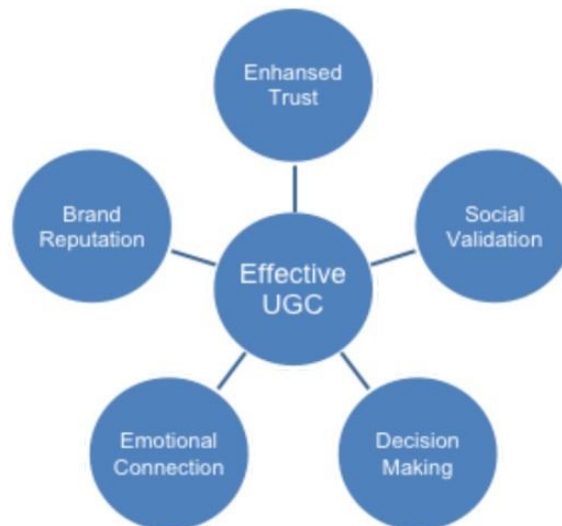 Enhansed
Trust
Brand
Reputation
Social
Validation
Effective
UGC
Emotional
Connection
Decision
Making